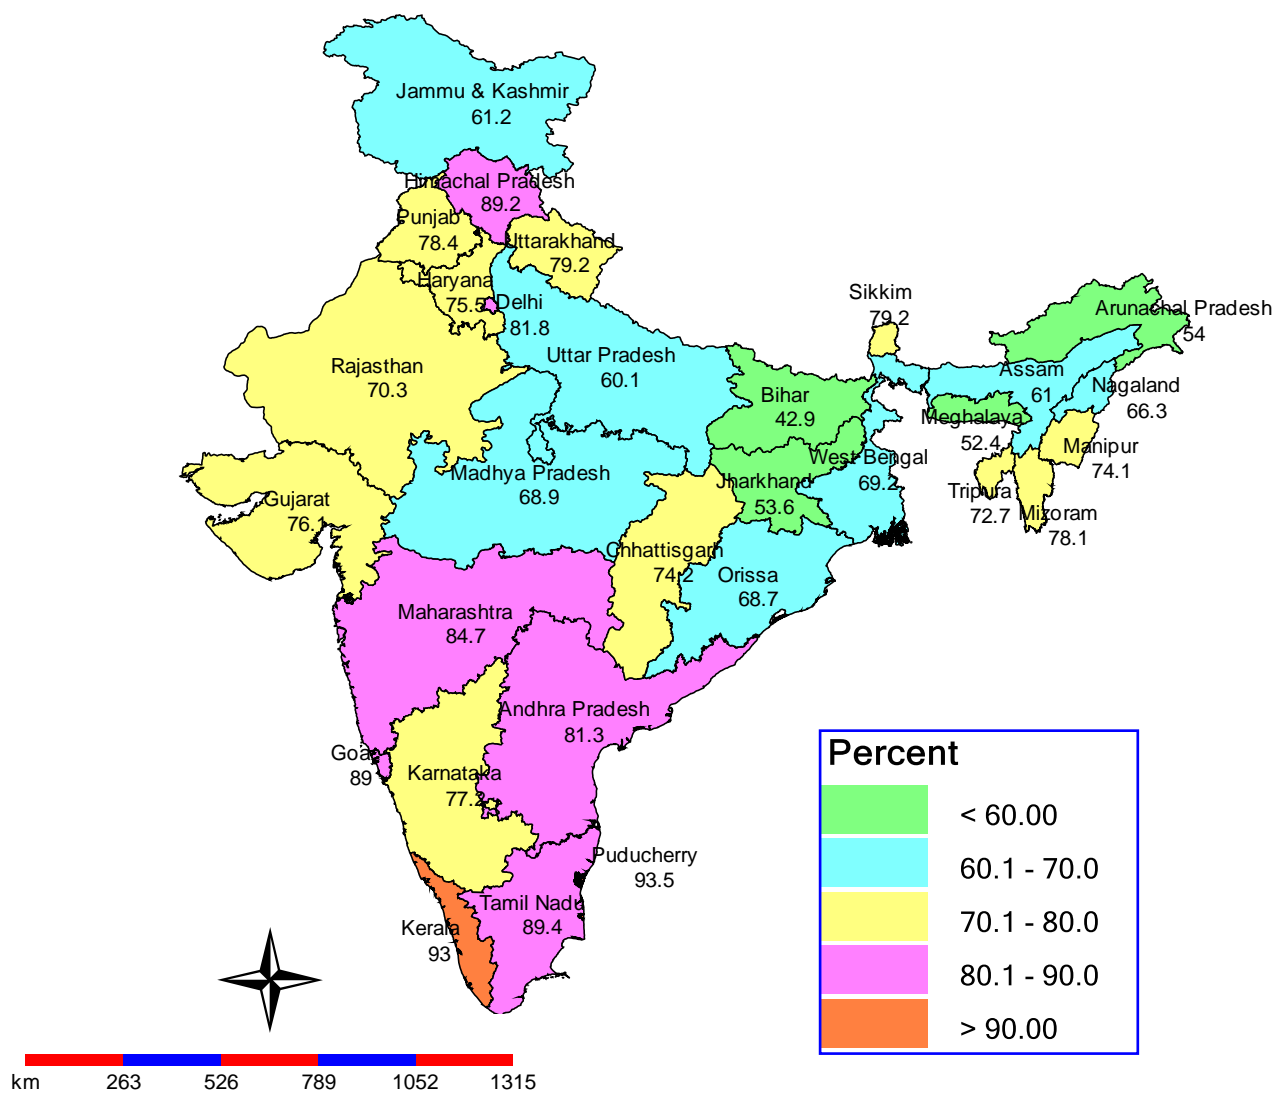 Jammu & Kashmir
61.2
Himachal Pradesh
89.2
Punjab
78.4
Uttarakhand
79.2
Haryana
75.5
Delhi
81.8
Sikkim
79.2
Arunachal Pradesh
54
Rajasthan
70.3
Uttar Pradesh
60.1
Assam
61
Nagaland
66.3
Bihar
42.9
Meghalaya
52.4
Manipur
74.1
West Bengal
69.2
Madhya Pradesh
68.9
Jharkhand
53.6
Gujarat
76.1
Tripura
72.7
Mizoram
78.1
Chhattisgarh
74.2
Orissa
68.7
Maharashtra
84.7
Andhra Pradesh
81.3
Goa
89
Karnataka
77.2
Puducherry
93.5
Tamil Nadu
89.4
Kerala
93
Percent
< 60.00
60.1 - 70.0
70.1 - 80.0
80.1 - 90.0
> 90.00
km 263 526 789 1052 1315